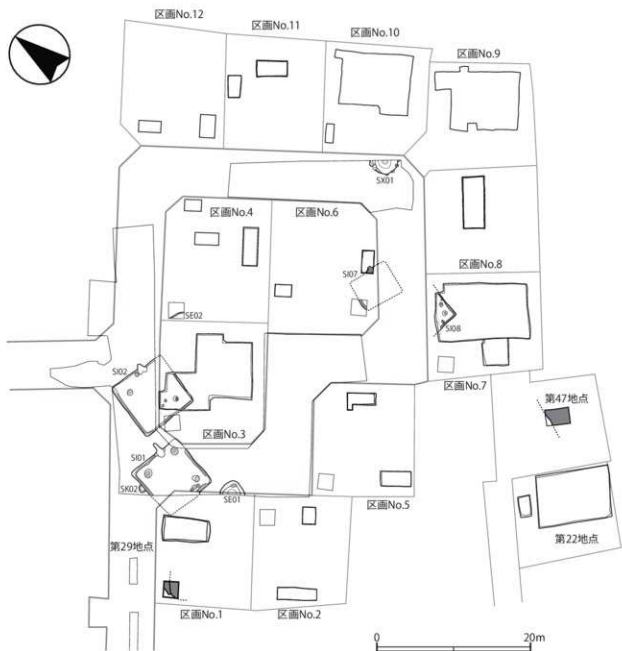 区画No.12
区画No.11
区画No.10
区画No.9
SX01
区画No.4
区画No.6
SI07
区画No.8
SE02
SI08
SI02
区画No.7
第47地点
区画No.3
SI01
SK02
SE01
区画No.5
第29地点
第22地点
区画No.1
区画No.2
0
20m